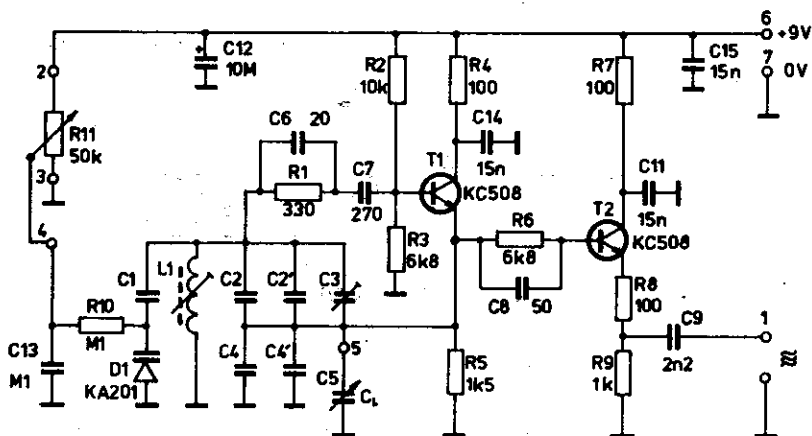 6
+9V
C12
10M
C15
15n
7
0V
2
R2
10k
R4
100
R7
100
C6 20
R11
50k
C14
15n
3
R1
330
C7
270
T1
KC508
C11
15n
T2
KC508
4
R3
6k8
R6
6k8
C1
L1
C2
C2'
C3
C8
50
R8
100
C9
2n2
1
R10
M1
C13
M1
D1
KA201
C4
C4'
5
C5
CL
R5
1k5
R9
1k